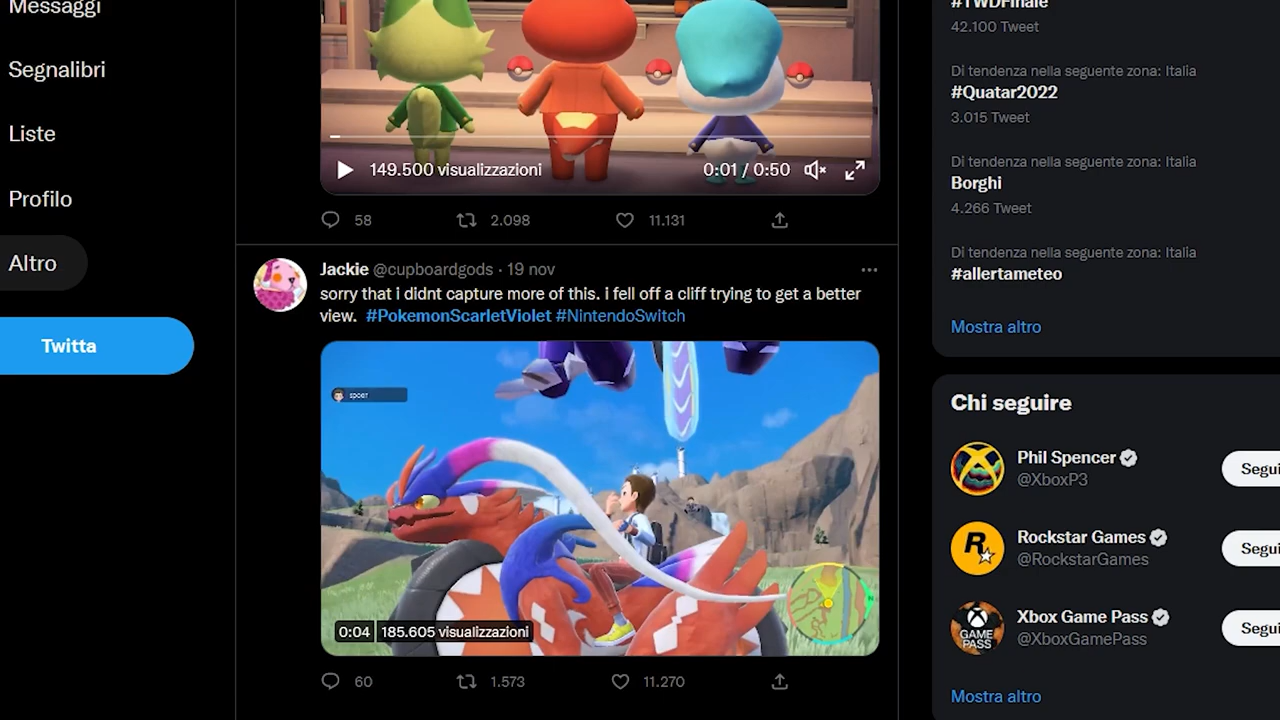 Messaggi
Segnalibri
Liste
Profilo
Altro
Twitta
149.500 visualizzazioni
0:01 / 0:50
58
2.098
11.131
Jackie @cupboardgods · 19 nov
sorry that i didnt capture more of this. i fell off a cliff trying to get a better
view. #PokemonScarletViolet #NintendoSwitch
0:04 185.605 visualizzazioni
60
1.573
11.270
#TWDFinale
42.100 Tweet
Di tendenza nella seguente zona: Italia
#Quatar2022
3.015 Tweet
Di tendenza nella seguente zona: Italia
Borghi
4.266 Tweet
Di tendenza nella seguente zona: Italia
#allertameteo
Mostra altro
Chi seguire
Phil Spencer
@XboxP3
Segui
R
Rockstar Games
@RockstarGames
Segui
GAME
PASS
Xbox Game Pass
@XboxGamePass
Segui
Mostra altro